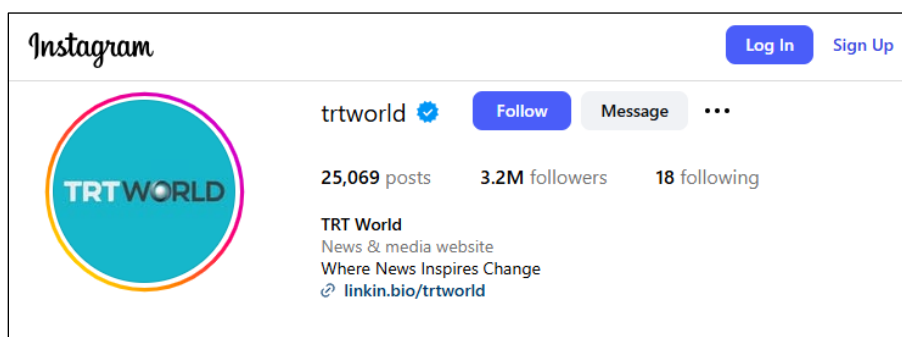 Instagram
Log In
Sign Up
TRT WORLD
trtworld
Follow
Message
25,069 posts
3.2M followers
18 following
TRT World
News & media website
Where News Inspires Change
linkin.bio/trtworld